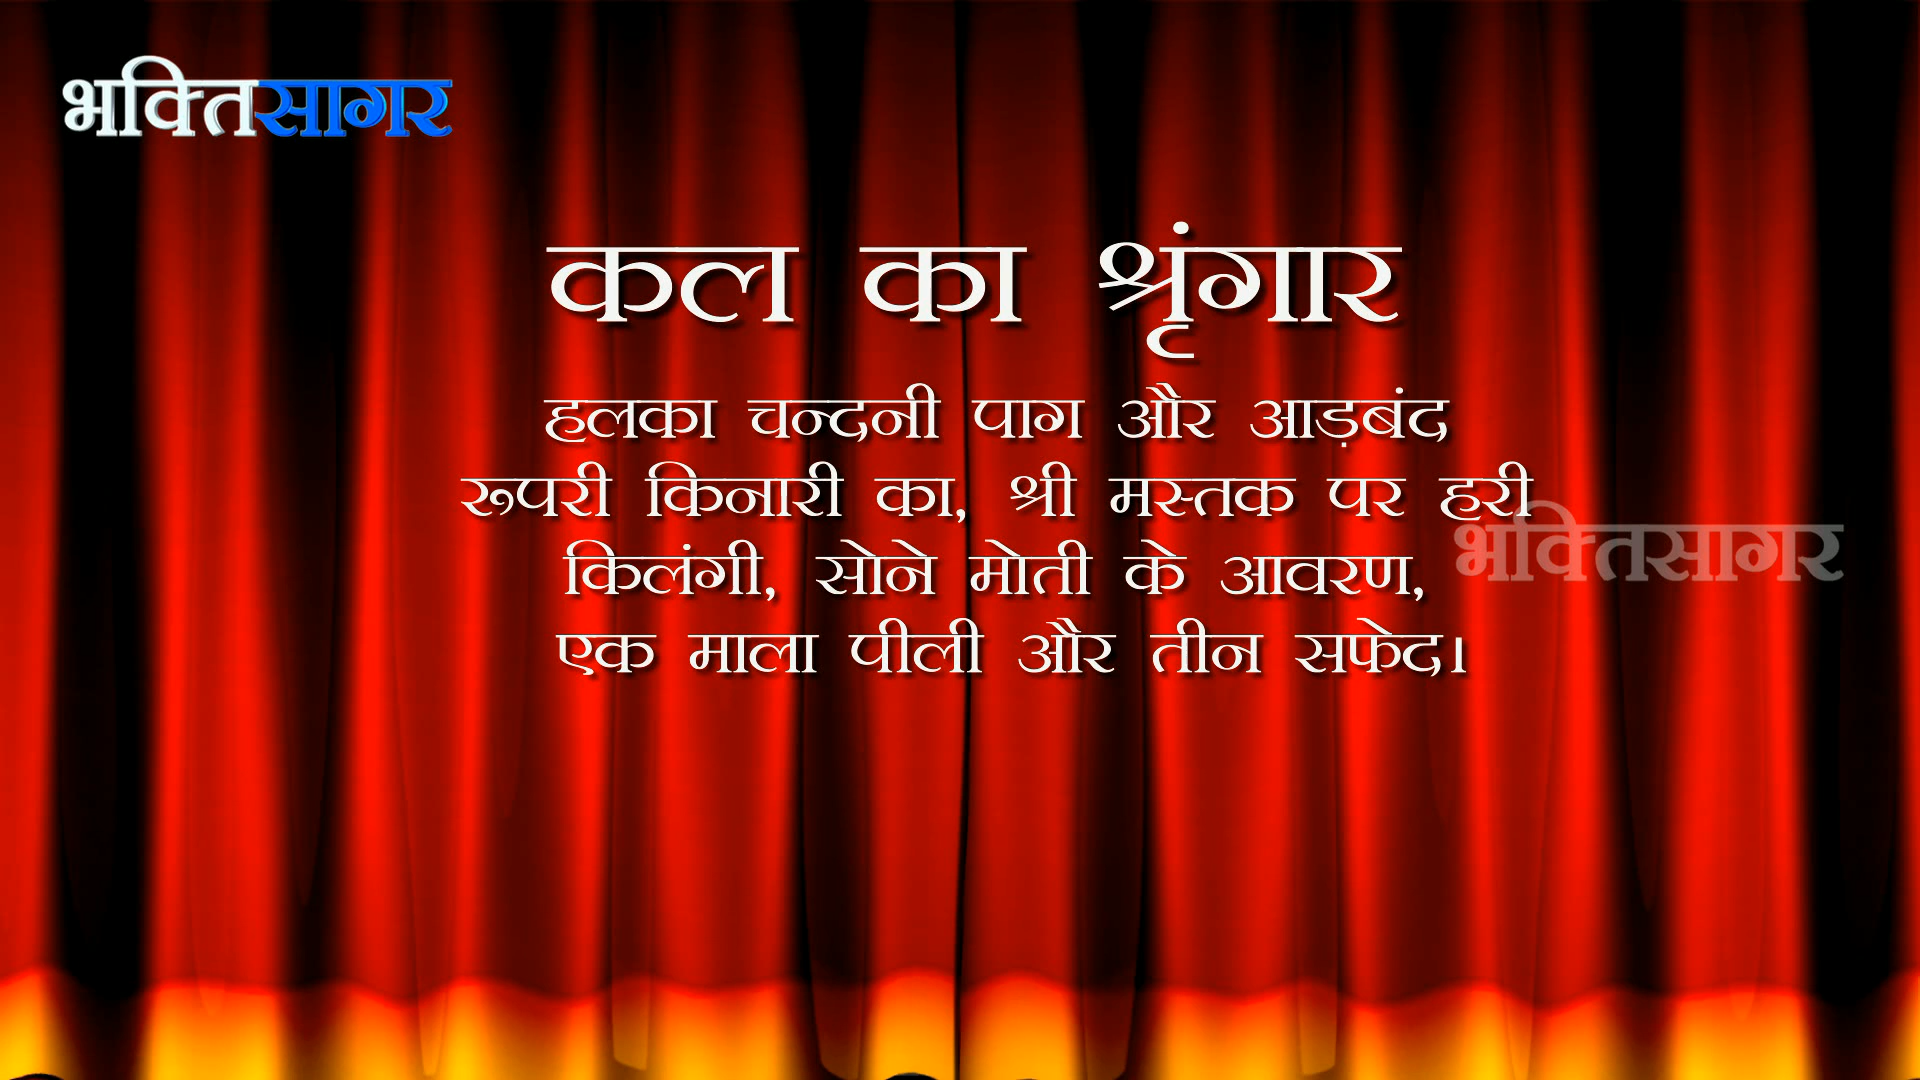 भक्तिसागर
कल का श्रृंगार
हलका चन्दनी पाग और आड़बंद
रुपरी किनारी का, श्री मस्तक पर हरी
किलंगी, सोने मोती के आवरण,
एक माला पीली और तीन सफेद।
भक्तिसागर